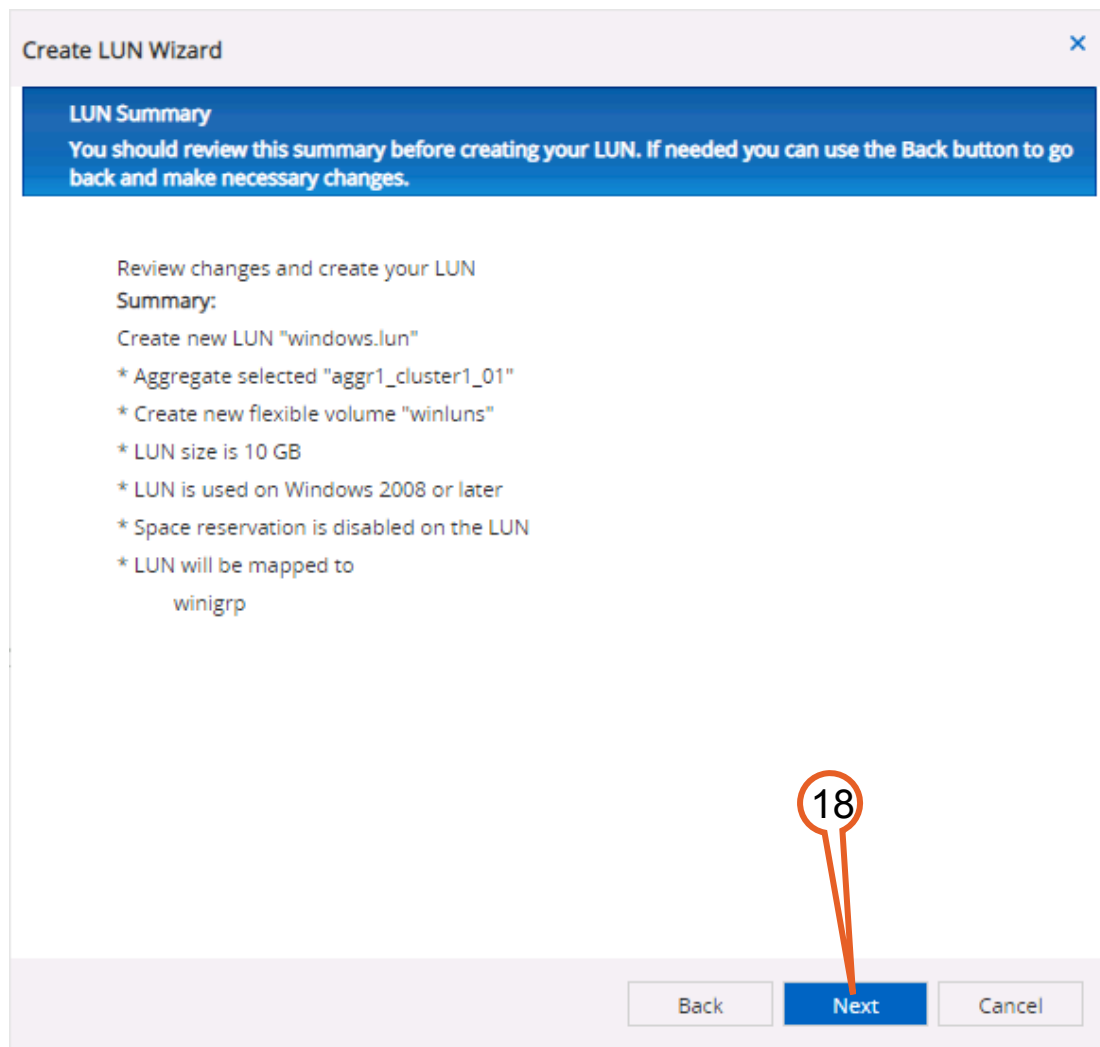 Create LUN Wizard
×
LUN Summary
You should review this summary before creating your LUN. If needed you can use the Back button to go
back and make necessary changes.
Review changes and create your LUN
Summary:
Create new LUN "windows.lun"
* Aggregate selected "aggr1_cluster1_01"
* Create new flexible volume "winluns"
* LUN size is 10 GB
* LUN is used on Windows 2008 or later
* Space reservation is disabled on the LUN
* LUN will be mapped to
winigrp
18
Back Next Cancel